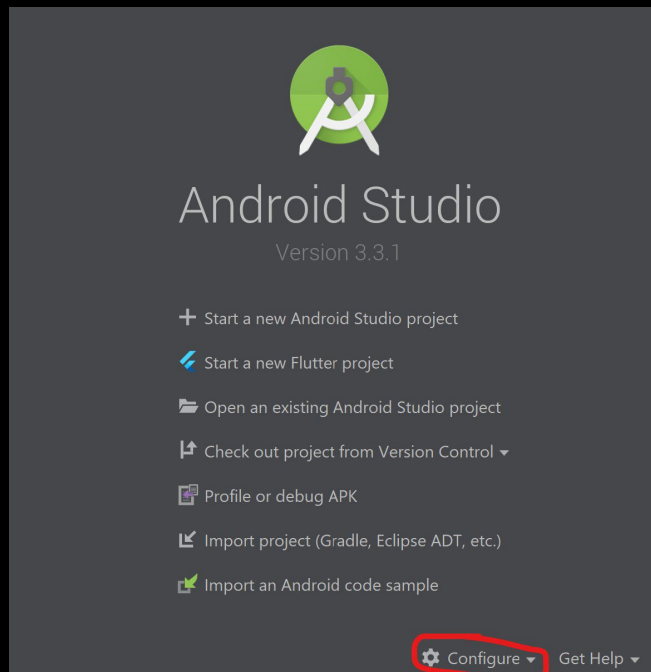 Android Studio
Version 3.3.1
Start a new Android Studio project
Start a new Flutter project
Open an existing Android Studio project
Check out project from Version Control
Profile or debug APK
Import project (Gradle, Eclipse ADT, etc.)
Import an Android code sample
Configure Get Help